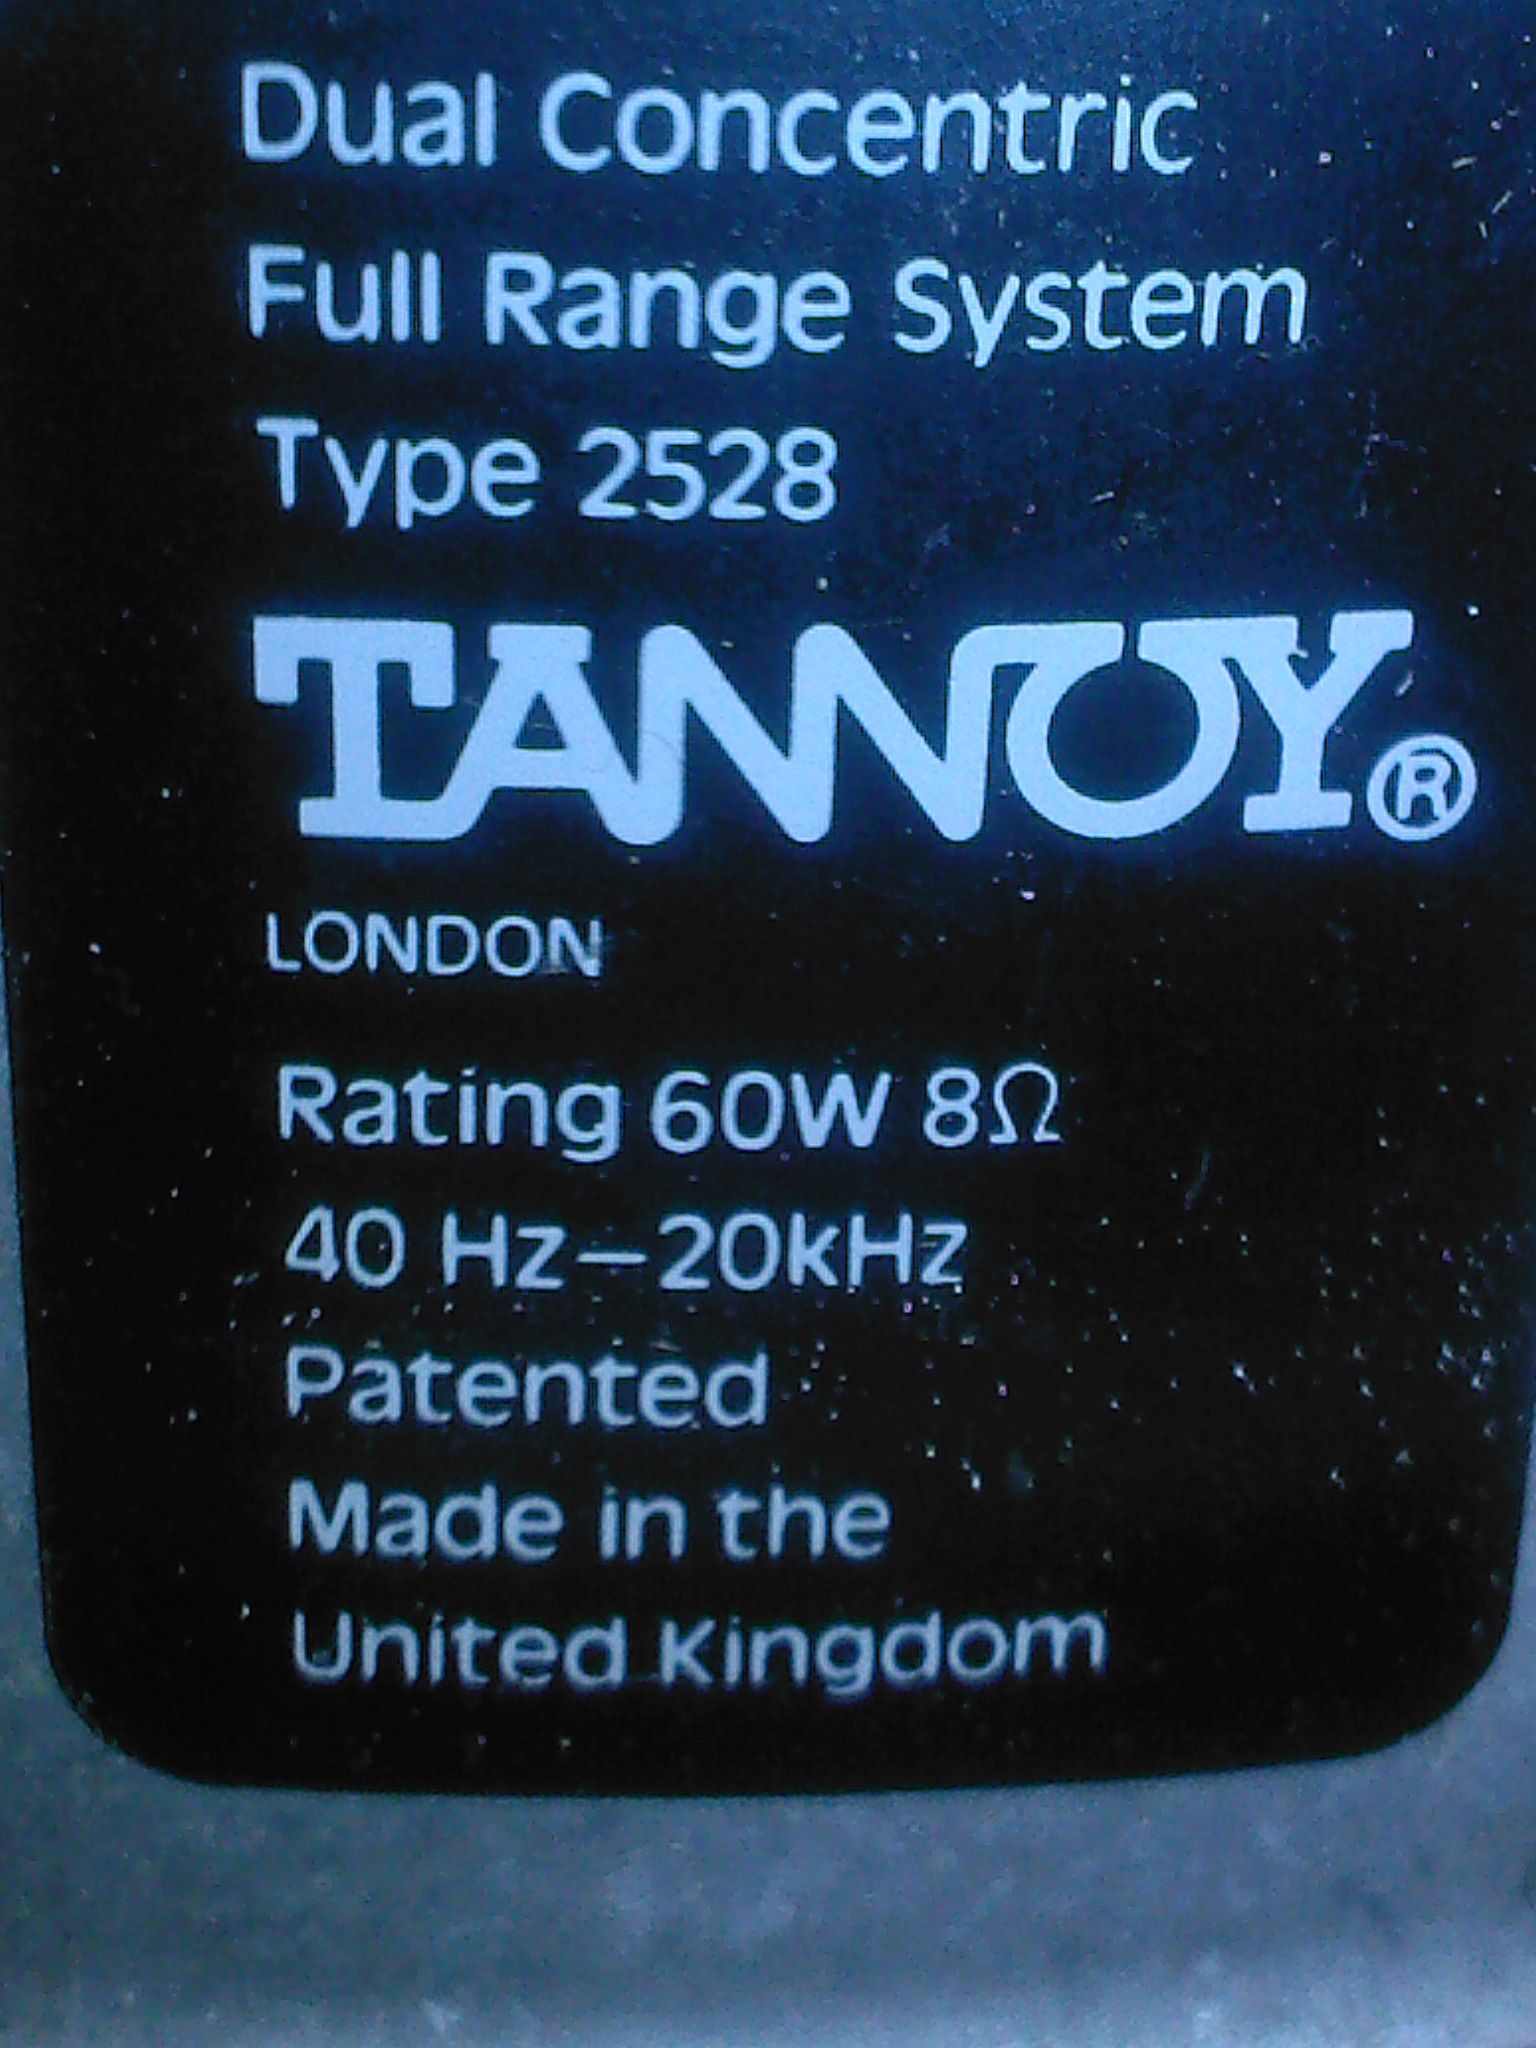 Dual Concentric
Full Range System
Type 2528
TANNOY®
LONDON
Rating 60W 8Ω
40 Hz–20kHz
Patented
Made in the
United Kingdom